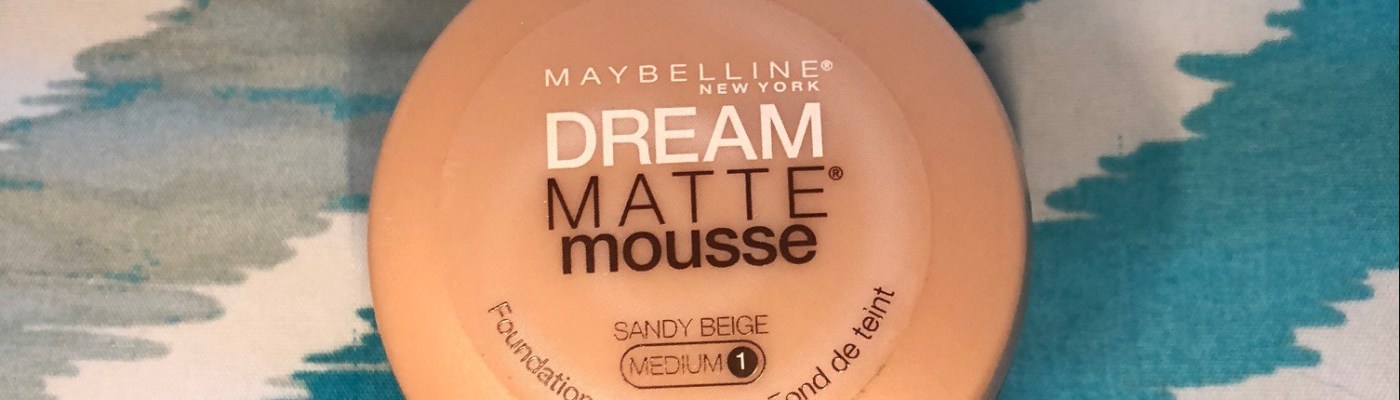 MAYBELLINE®
NEW YORK
DREAM
MATTE®
mousse
SANDY BEIGE
MEDIUM 1
Foundation
Fond de teint